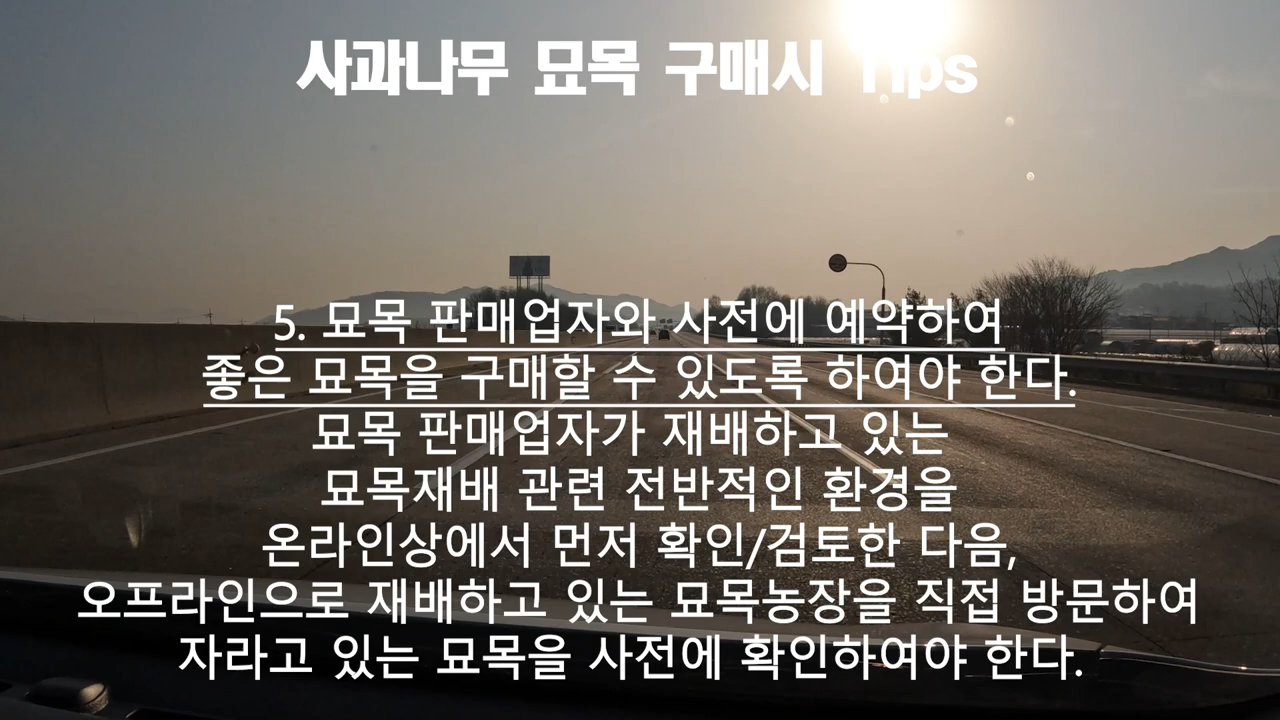 사과나무 묘목 구매시 Tips
5. 묘목 판매업자와 사전에 예약하여
좋은 묘목을 구매할 수 있도록 하여야 한다.
묘목 판매업자가 재배하고 있는
묘목재배 관련 전반적인 환경을
온라인상에서 먼저 확인/검토한 다음,
오프라인으로 재배하고 있는 묘목농장을 직접 방문하여
자라고 있는 묘목을 사전에 확인하여야 한다.